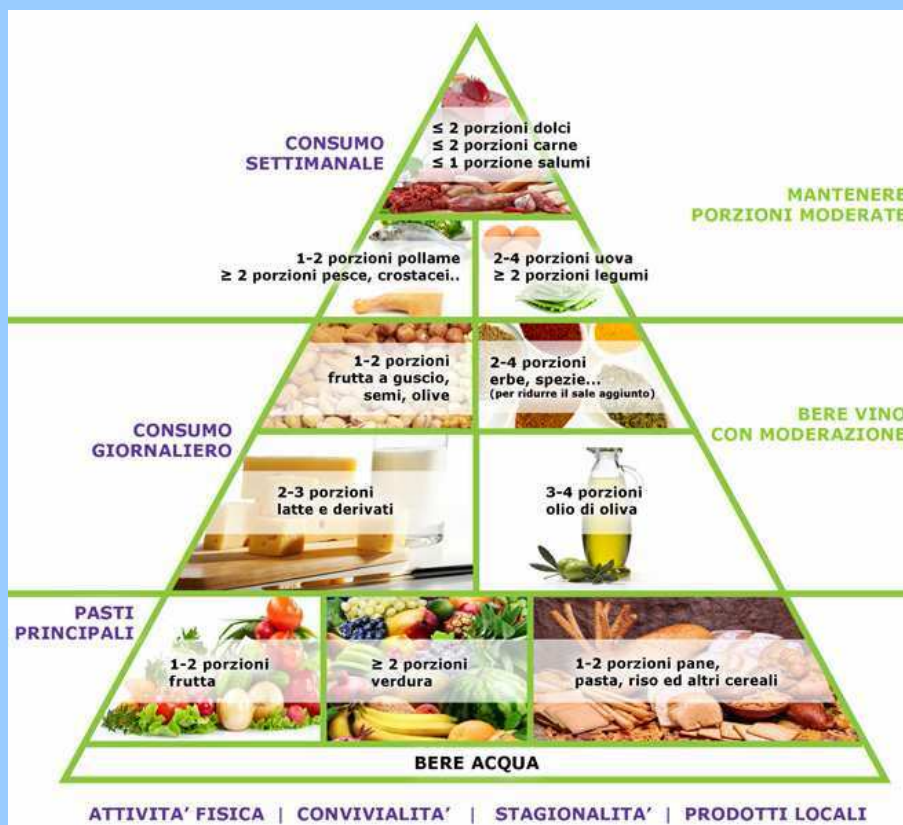 CONSUMO
SETTIMANALE
≤ 2 porzioni dolci
≤ 2 porzioni carne
≤ 1 porzione salumi
MANTENERE
PORZIONI MODERATE
1-2 porzioni pollame
≥ 2 porzioni pesce, crostacei..
2-4 porzioni uova
≥ 2 porzioni legumi
CONSUMO
GIORNALIERO
1-2 porzioni
frutta a guscio,
semi, olive
2-4 porzioni
erbe, spezie...
(per ridurre il sale aggiunto)
BERE VINO
CON MODERAZIONE
2-3 porzioni
latte e derivati
3-4 porzioni
olio di oliva
PASTI
PRINCIPALI
1-2 porzioni
frutta
≥ 2 porzioni
verdura
1-2 porzioni pane,
pasta, riso ed altri cereali
BERE ACQUA
ATTIVITA’ FISICA | CONVIVIALITA’ | STAGIONALITA’ | PRODOTTI LOCALI